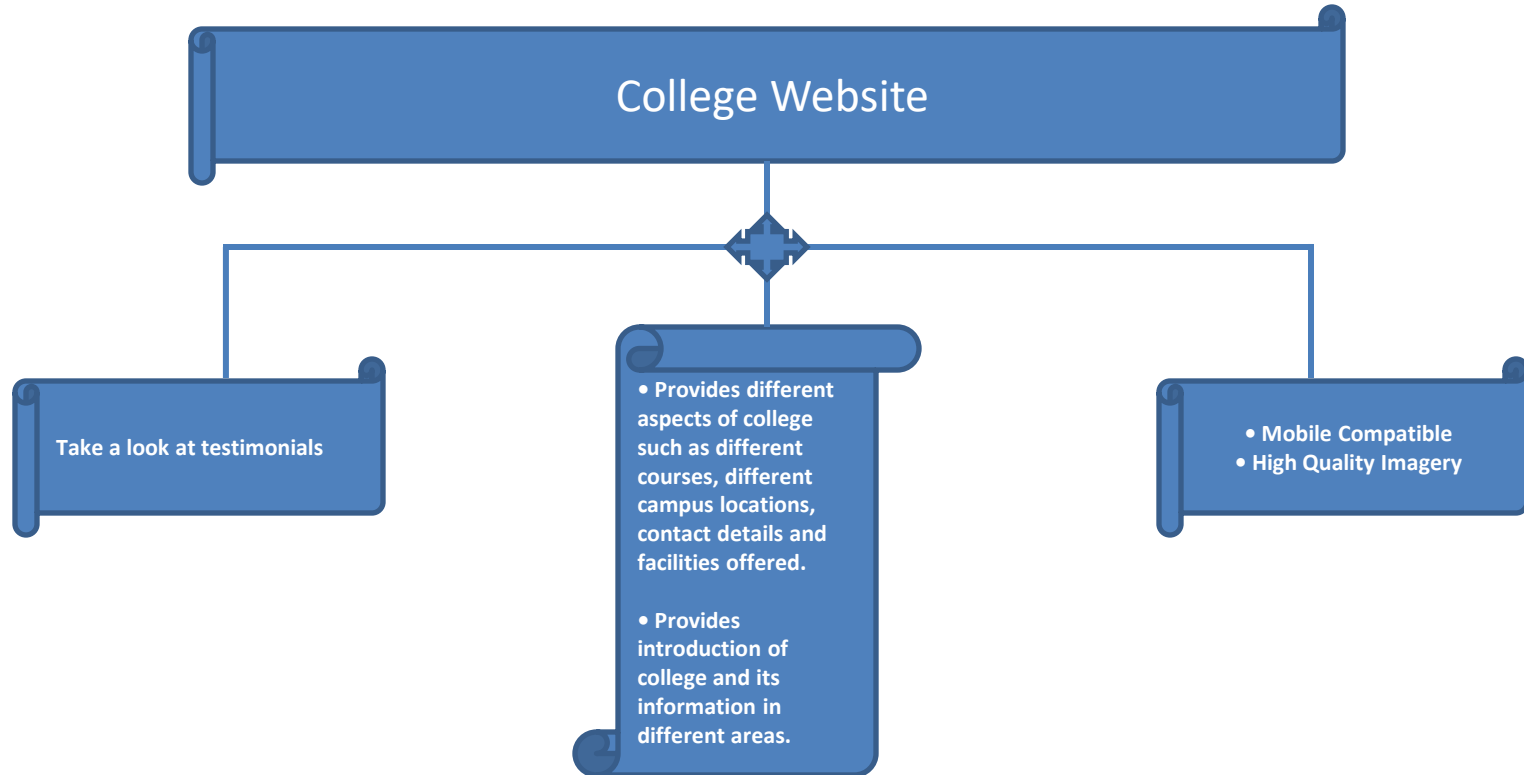 College Website
Take a look at testimonials
• Provides different
aspects of college
such as different
courses, different
campus locations,
contact details and
facilities offered.
• Provides
introduction of
college and its
information in
different areas.
• Mobile Compatible
• High Quality Imagery